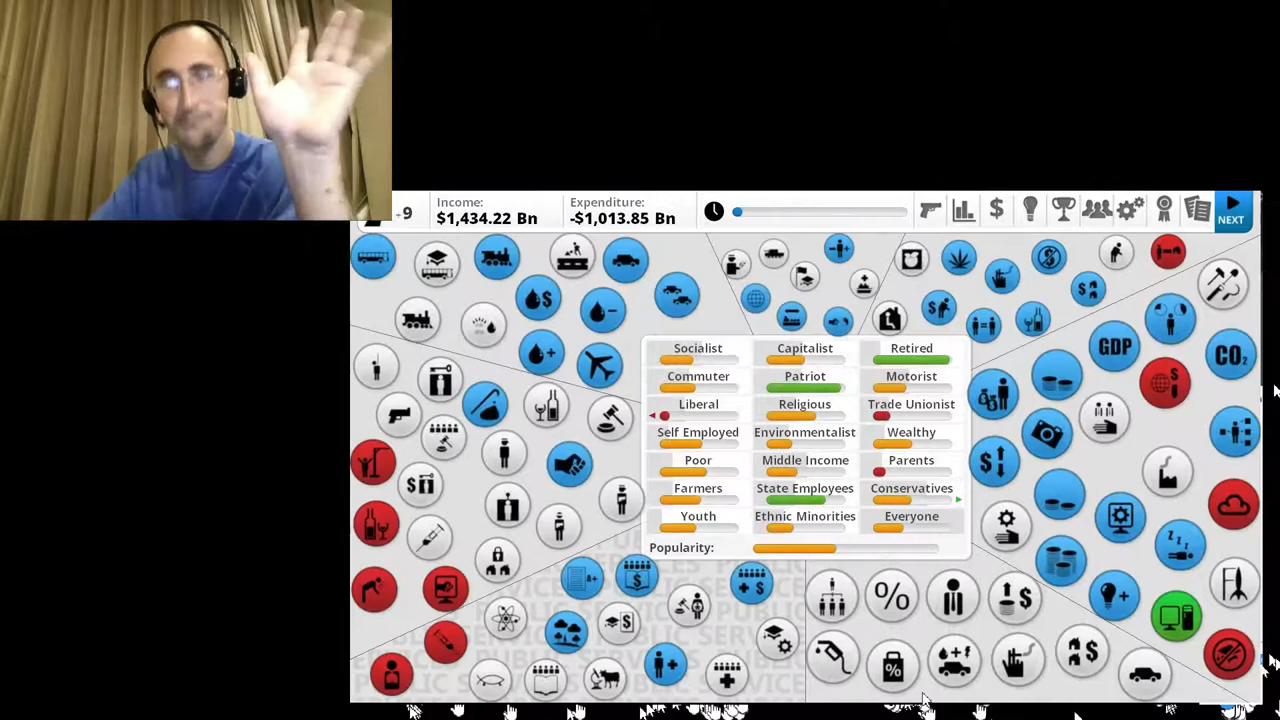 +9
Income:
$1,434.22 Bn
Expenditure:
-$1,013.85 Bn
NEXT
GDP
CO2
Socialist
Capitalist
Retired
Commuter
Patriot
Motorist
Liberal
Religious
Trade Unionist
Self Employed
Environmentalist
Wealthy
Poor
Middle Income
Parents
Farmers
State Employees
Conservatives
Youth
Ethnic Minorities
Everyone
Popularity:
PUBLIC SERVICES